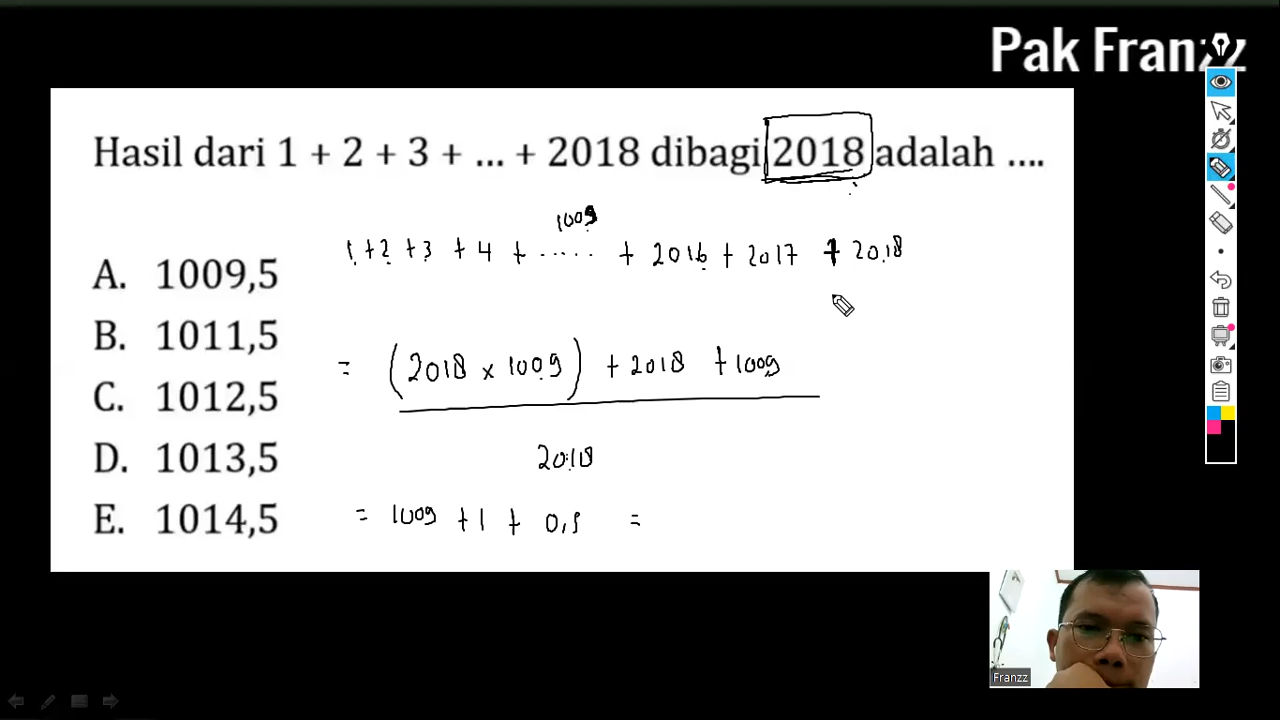 Pak Franzz
Hasil dari 1 + 2 + 3 + ... + 2018 dibagi 2018 adalah ....
1009
1 + 2 + 3 + 4 + ...... + 2016 + 2017 + 2018
A. 1009,5
B. 1011,5
= (2018 x 1009) + 2018 + 1009
C. 1012,5
2018
D. 1013,5
= 1009 + 1 + 0,5 =
E. 1014,5
Franzz